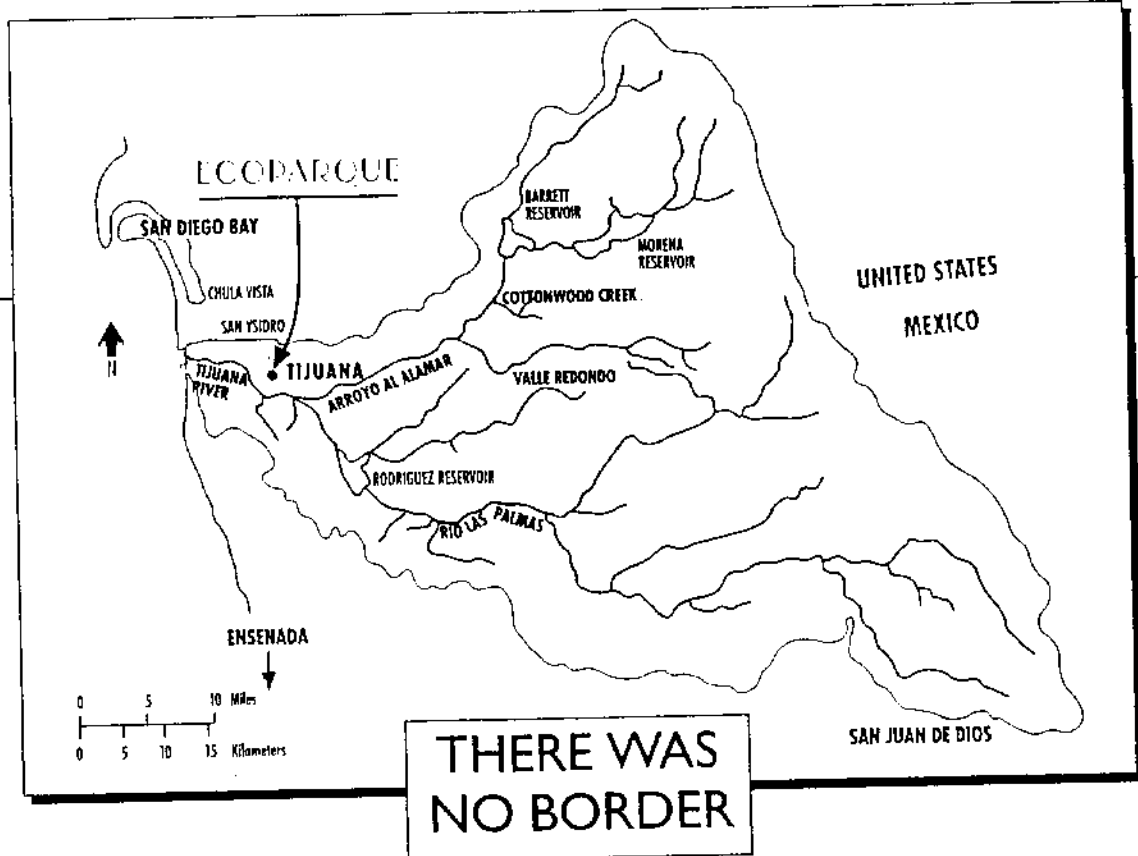 ECOPARQUE
SAN DIEGO BAY
CHULA VISTA
SAN YSIDRO
N
TIJUANA
RIVER
TIJUANA
ARROYO AL ALAMAR
BARRETT
RESERVOIR
MORENA
RESERVOIR
COTTONWOOD CREEK
VALLE REDONDO
UNITED STATES
MEXICO
RODRIGUEZ RESERVOIR
RIO LAS PALMAS
ENSENADA
SAN JUAN DE DIOS
0 5 10 Miles
0 5 10 15 Kilometers
THERE WAS
NO BORDER